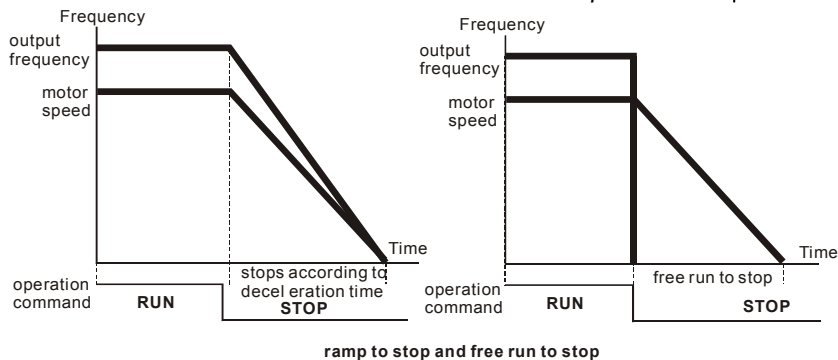 Frequency
output
frequency
motor
speed
Time
stops according to
decel eration time
operation
command
RUN
STOP
Frequency
output
frequency
motor
speed
Time
free run to stop
operation
command
RUN
STOP
ramp to stop and free run to stop